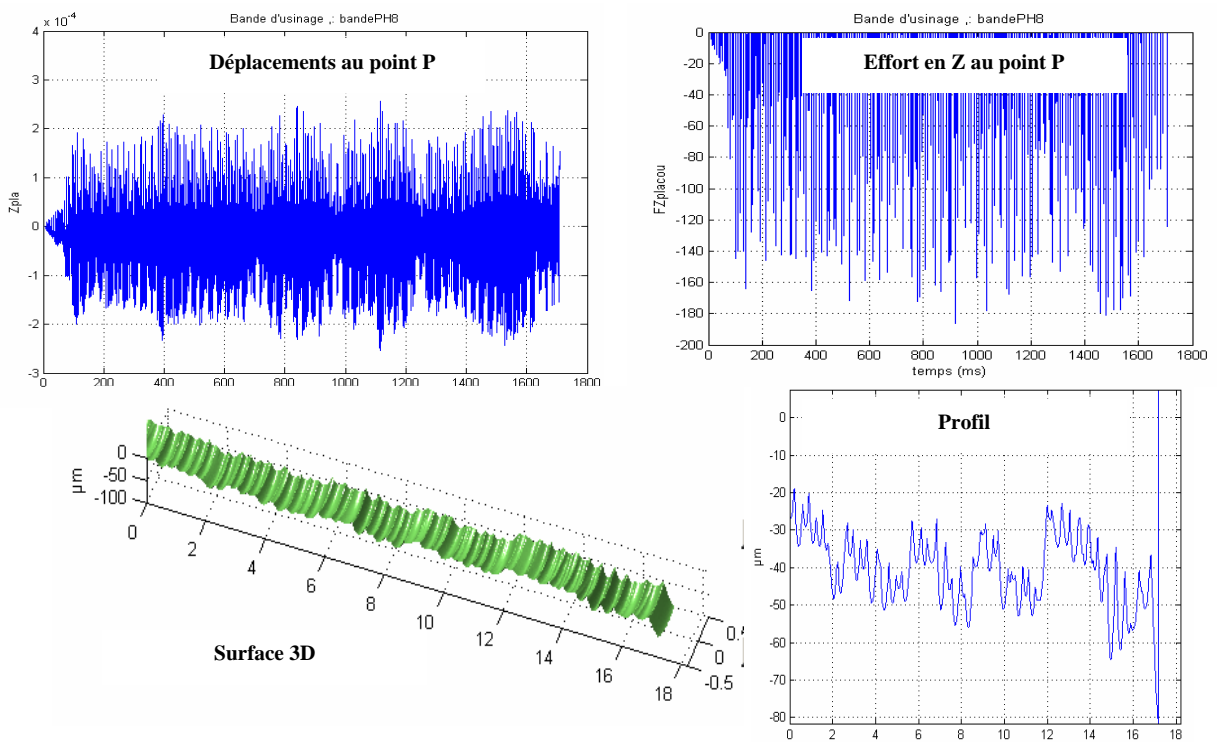 Bande d'usinage ,: bandePH8
x 10⁻⁴
Déplacements au point P
Zpla
4
3
2
1
0
-1
-2
-3
0 200 400 600 800 1000 1200 1400 1600 1800
Bande d'usinage ,: bandePH8
Effort en Z au point P
FZplacou
0
-20
-40
-60
-80
-100
-120
-140
-160
-180
-200
0 200 400 600 800 1000 1200 1400 1600 1800
temps (ms)
µm
0
-50
-100
0 2 4 6 8 10 12 14 16 18
0.5
0
-0.5
Surface 3D
Profil
µm
0
-10
-20
-30
-40
-50
-60
-70
-80
0 2 4 6 8 10 12 14 16 18